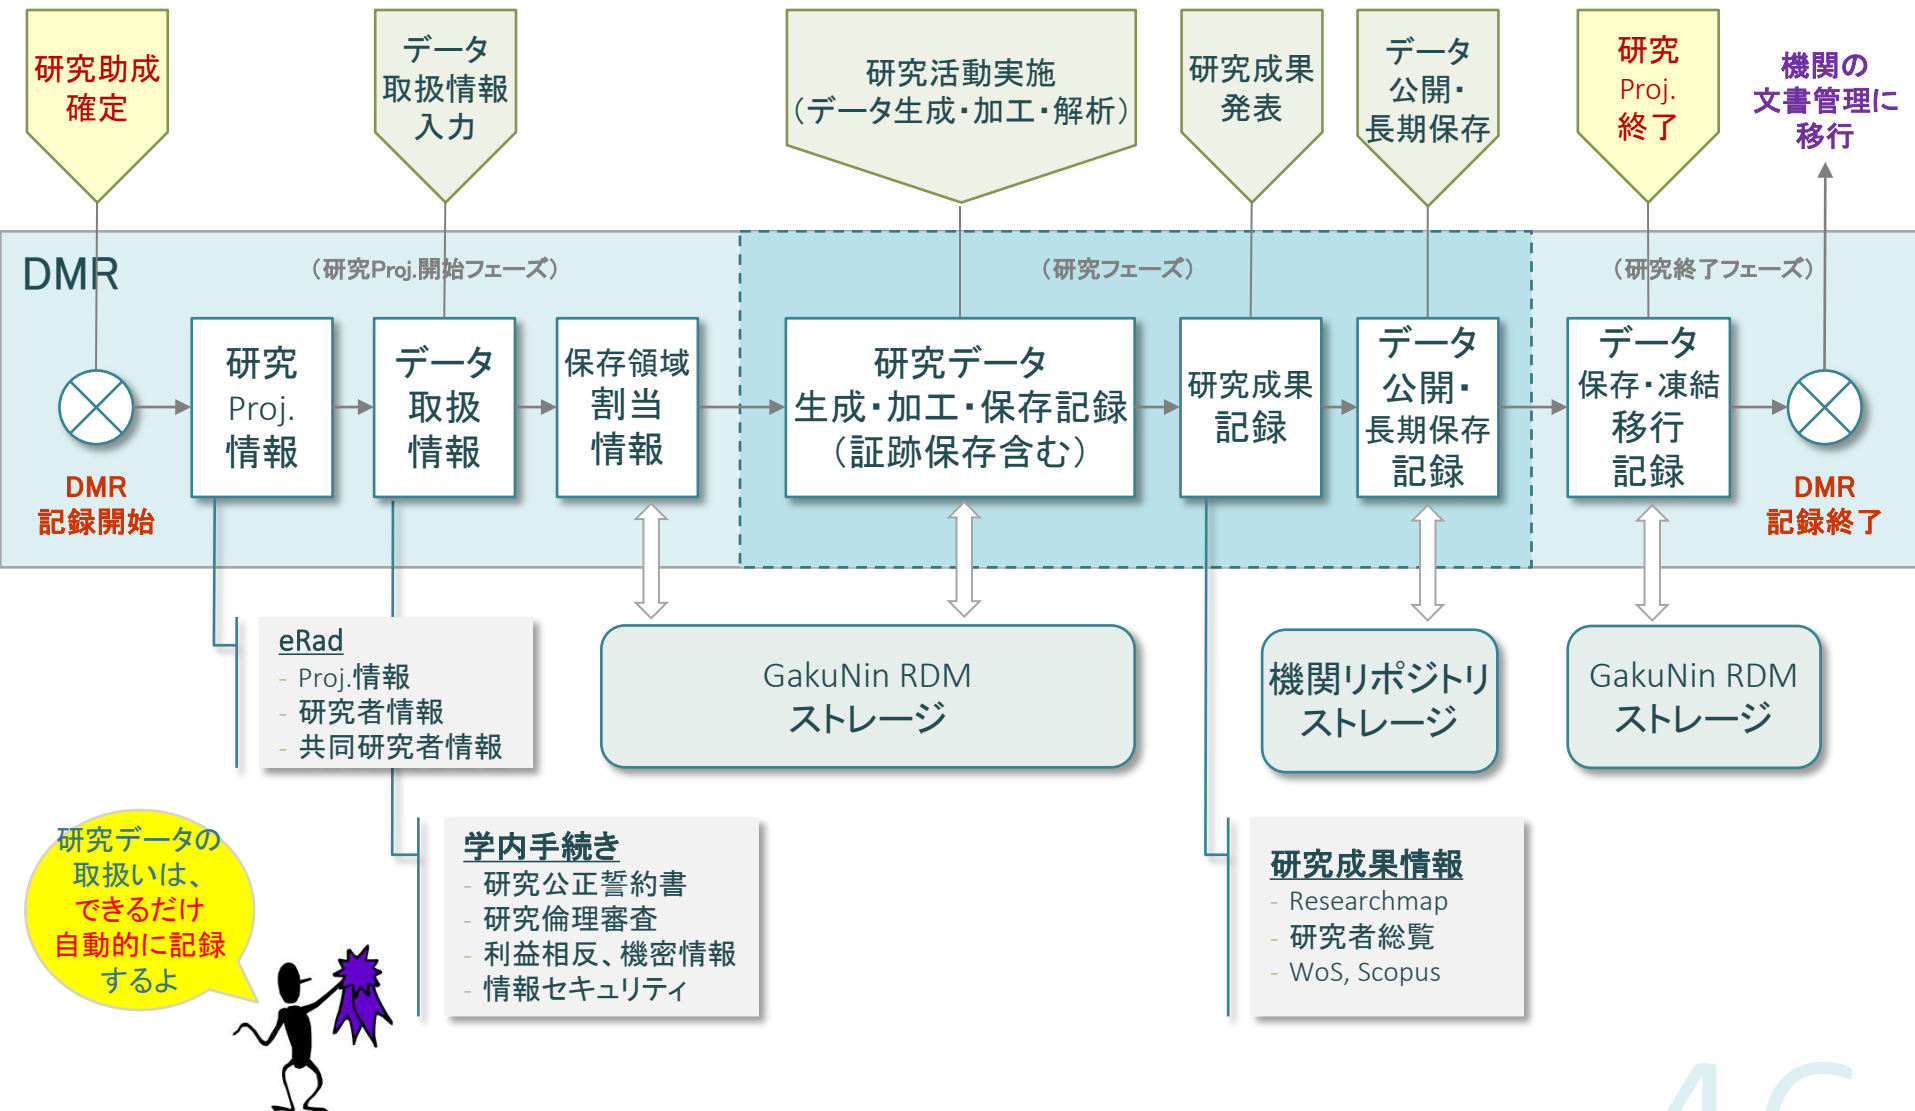 研究助成
確定
データ
取扱情報
入力
研究活動実施
（データ生成・加工・解析）
研究成果
発表
データ
公開・
長期保存
研究
Proj.
終了
機関の
文書管理に
移行
DMR
（研究Proj.開始フェーズ）
（研究フェーズ）
（研究終了フェーズ）
研究
Proj.
情報
データ
取扱
情報
保存領域
割当
情報
研究データ
生成・加工・保存記録
（証跡保存含む）
研究成果
記録
データ
公開・
長期保存
記録
データ
保存・凍結
移行
記録
DMR
記録開始
DMR
記録終了
eRad
- Proj.情報
- 研究者情報
- 共同研究者情報
GakuNin RDM
ストレージ
機関リポジトリ
ストレージ
GakuNin RDM
ストレージ
学内手続き
- 研究公正誓約書
- 研究倫理審査
- 利益相反、機密情報
- 情報セキュリティ
研究成果情報
- Researchmap
- 研究者総覧
- WoS, Scopus
研究データの
取扱いは、
できるだけ
自動的に記録
するよ